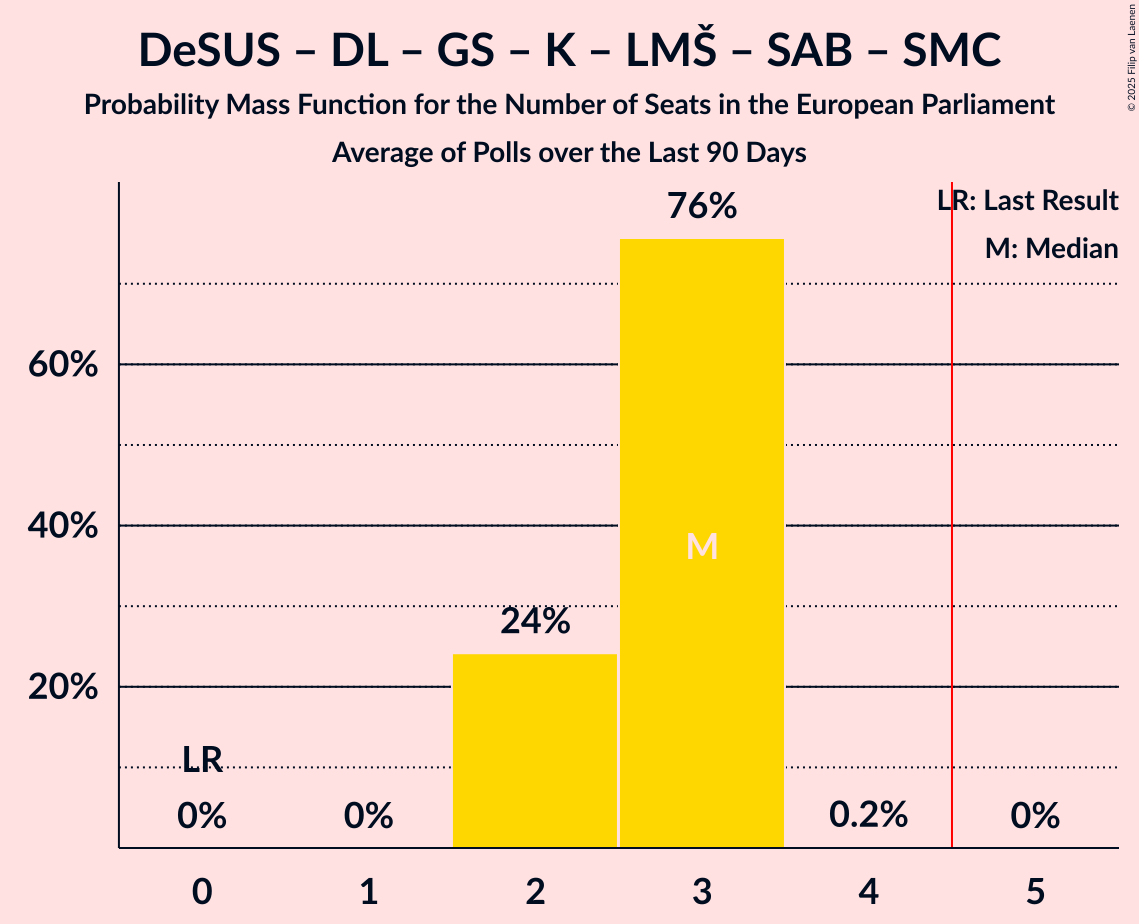 DeSUS – DL – GS – K – LMŠ – SAB – SMC
Probability Mass Function for the Number of Seats in the European Parliament
Average of Polls over the Last 90 Days
© 2025 Filip van Laenen
LR: Last Result
M: Median
76%
60%
40%
M
24%
20%
LR
0%
0%
0.2%
0%
0
1
2
3
4
5